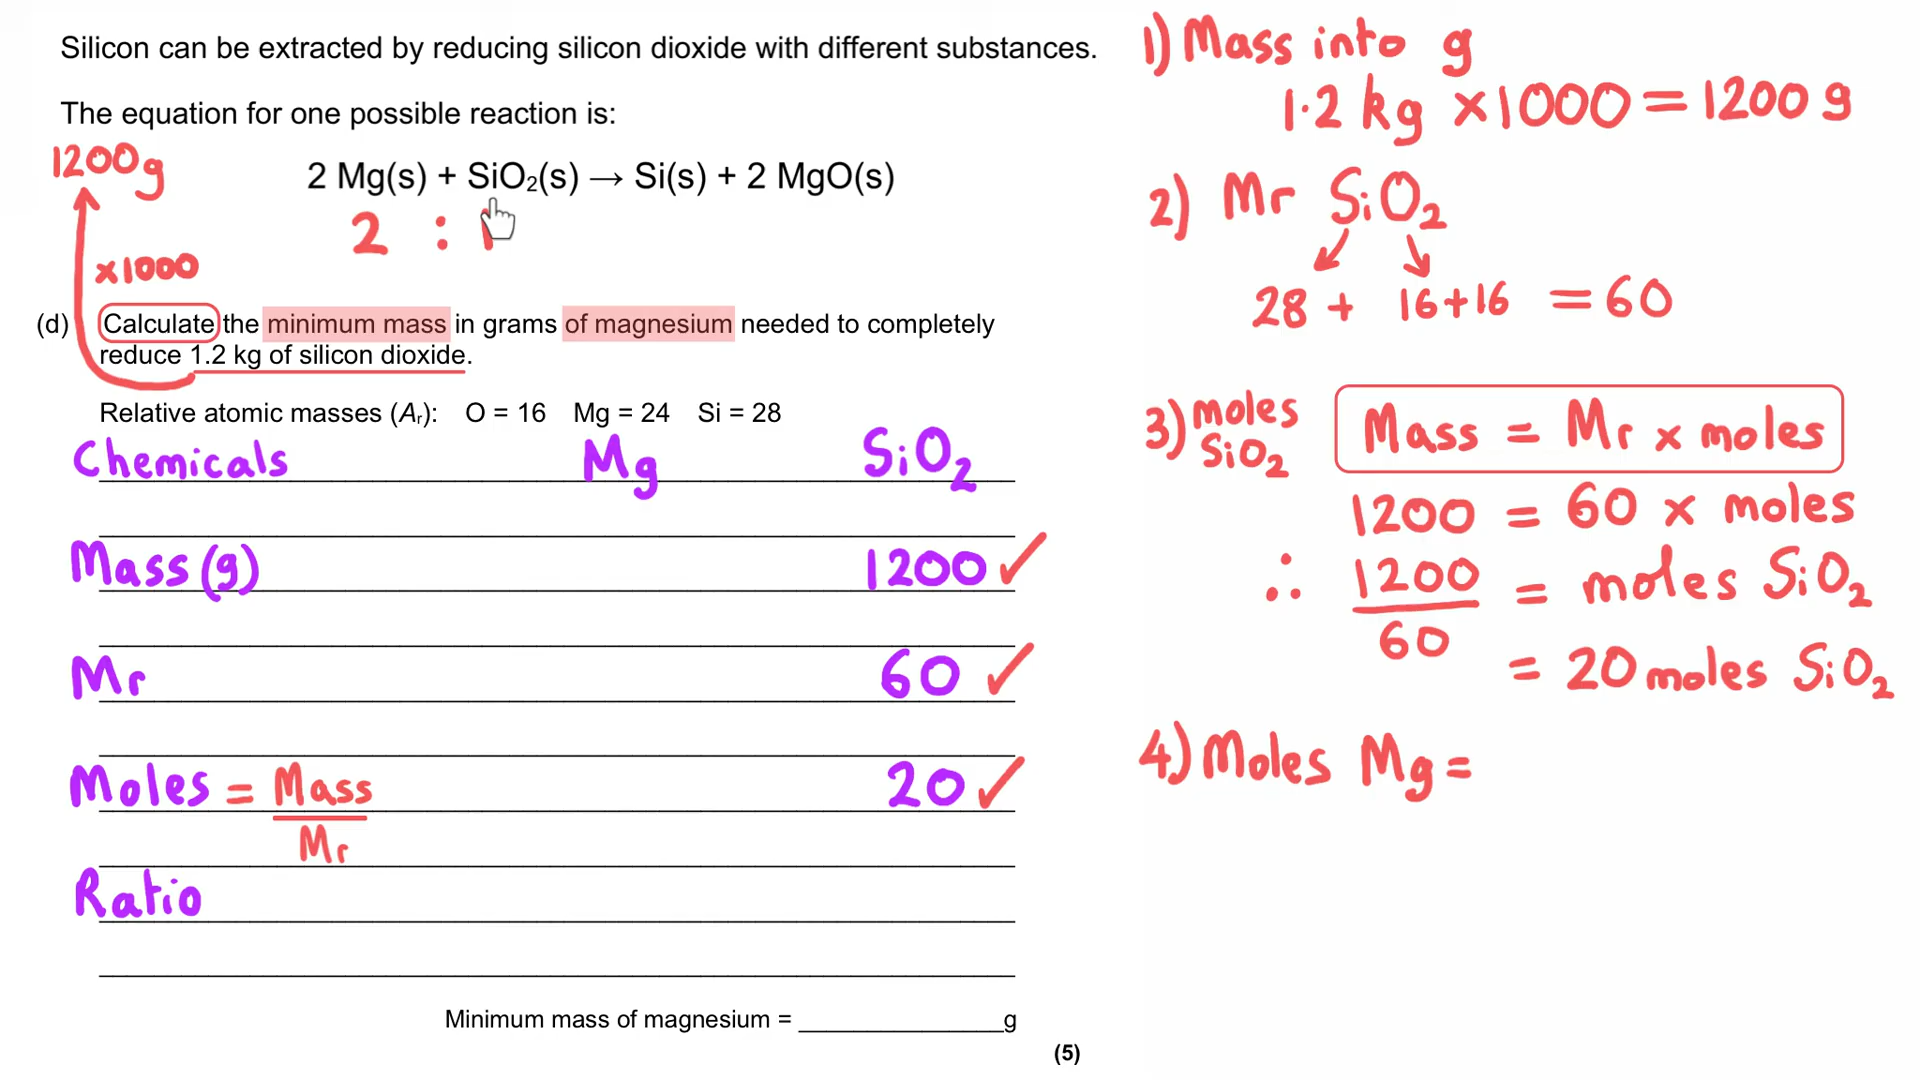 Silicon can be extracted by reducing silicon dioxide with different substances.
The equation for one possible reaction is:
1200g
2 Mg(s) + SiO₂(s) → Si(s) + 2 MgO(s)
2 :
x1000
(d) Calculate the minimum mass in grams of magnesium needed to completely
reduce 1.2 kg of silicon dioxide.
Relative atomic masses (Aᵣ): O = 16 Mg = 24 Si = 28
Chemicals Mg SiO₂
Mass (g) 1200 ✓
Mr 60 ✓
Moles = Mass 20 ✓
Mr
Ratio
Minimum mass of magnesium = ______________g
(5)
1) Mass into g
1.2 kg x1000 = 1200 g
2) Mr SiO₂
28 + 16+16 = 60
3) moles
SiO₂
Mass = Mr x moles
1200 = 60 x moles
∴ 1200 = moles SiO₂
60
= 20 moles SiO₂
4) Moles Mg =